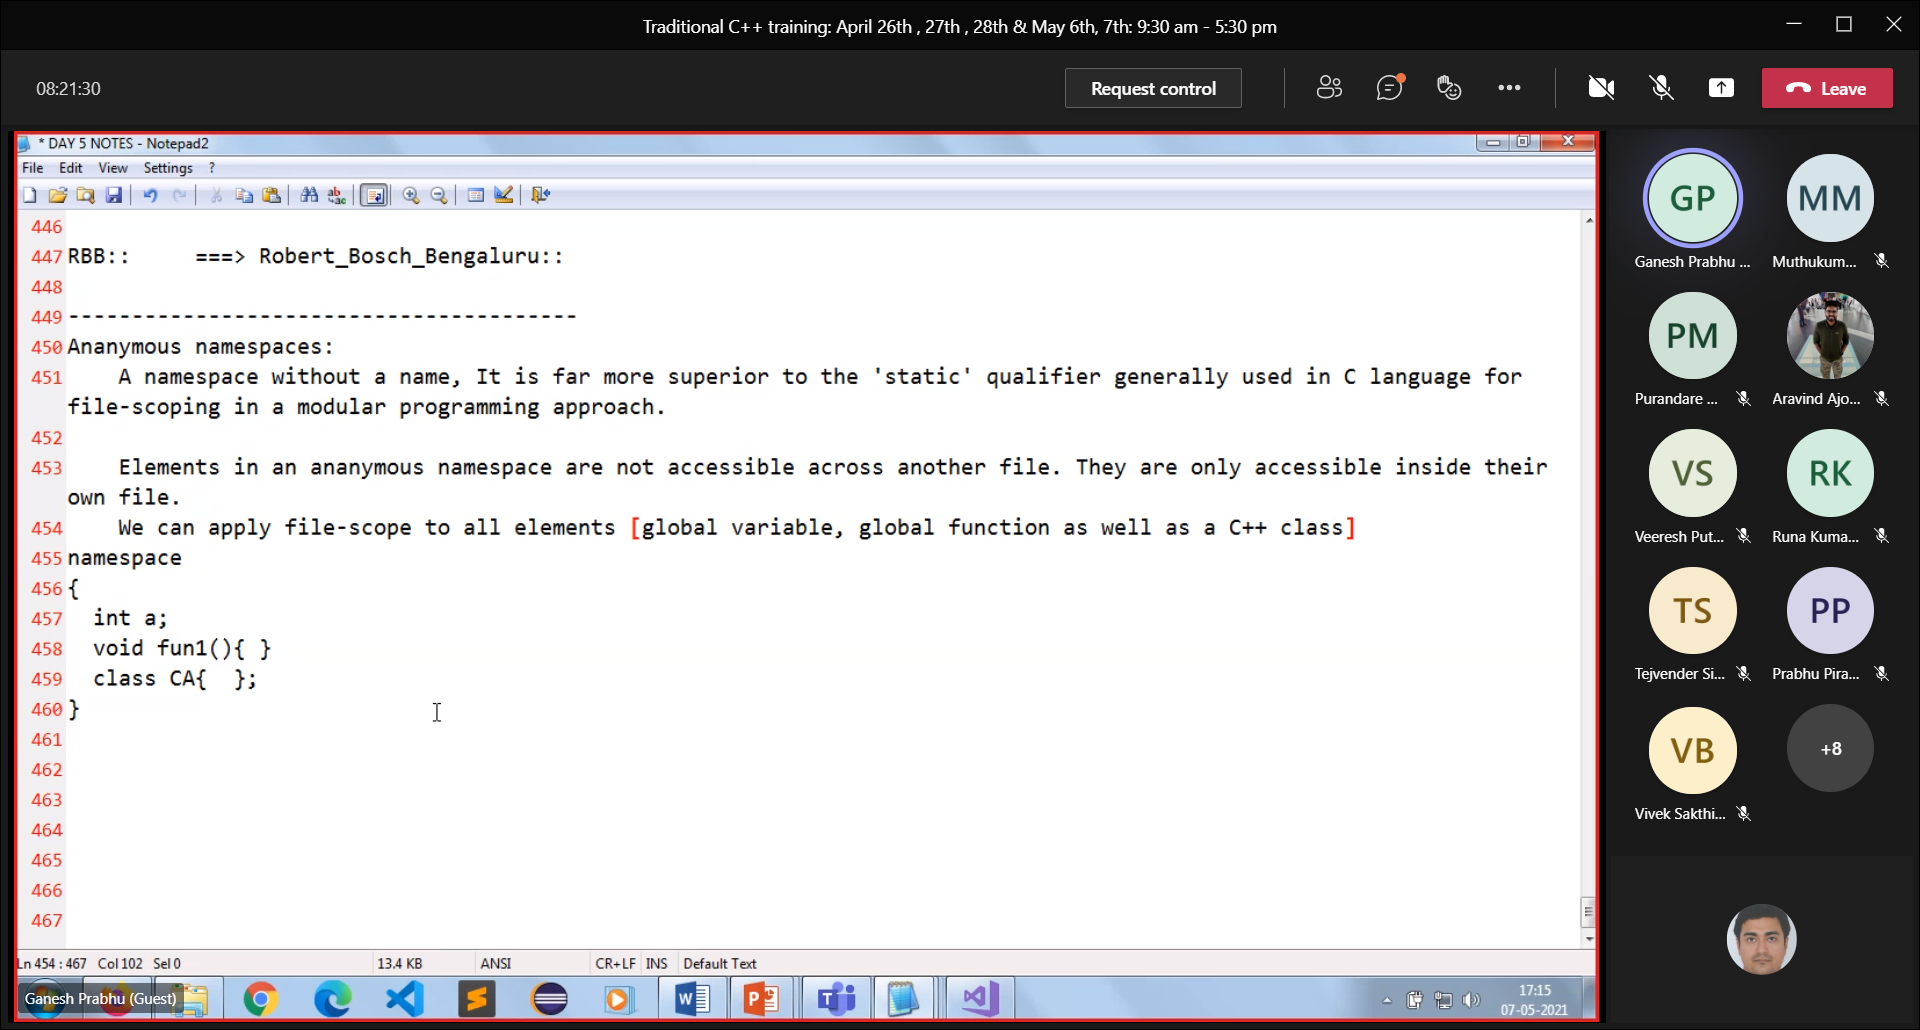 Traditional C++ training: April 26th , 27th , 28th & May 6th, 7th: 9:30 am - 5:30 pm
08:21:30
Request control
Leave
* DAY 5 NOTES - Notepad2
File Edit View Settings ?
446
447 RBB:: ===> Robert_Bosch_Bengaluru::
448
449 ----------------------------------------
450 Ananymous namespaces:
451 A namespace without a name, It is far more superior to the 'static' qualifier generally used in C language for
file-scoping in a modular programming approach.
452
453 Elements in an ananymous namespace are not accessible across another file. They are only accessible inside their
own file.
454 We can apply file-scope to all elements [global variable, global function as well as a C++ class]
455 namespace
456 {
457 int a;
458 void fun1(){ }
459 class CA{ };
460 }
461
462
463
464
465
466
467
Ln 454 : 467 Col 102 Sel 0 13.4 KB ANSI CR+LF INS Default Text
Ganesh Prabhu (Guest)
17:15
07-05-2021
GP MM
Ganesh Prabhu ... Muthukum...
PM
Purandare ... Aravind Ajo...
VS RK
Veeresh Put... Runa Kuma...
TS PP
Tejvender Si... Prabhu Pira...
VB +8
Vivek Sakthi...